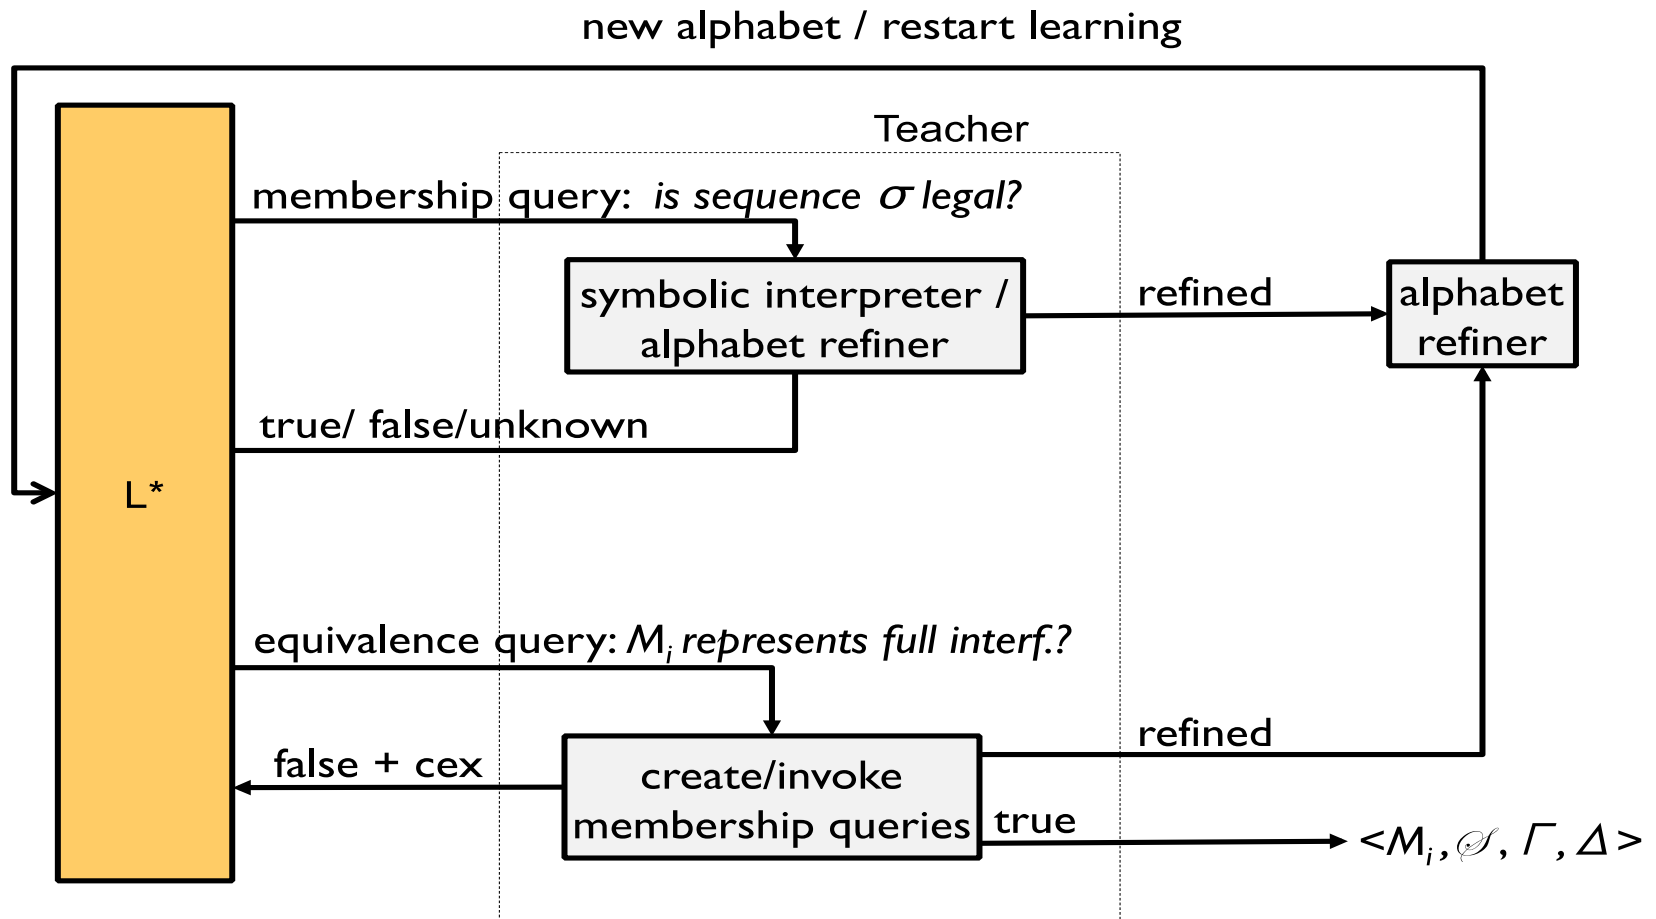 new alphabet / restart learning
Teacher
membership query: is sequence σ legal?
symbolic interpreter /
alphabet refiner
refined
alphabet
refiner
true/ false/unknown
L*
equivalence query: Mi represents full interf.?
refined
false + cex
create/invoke
membership queries
true
<Mi, 𝒮, Γ, Δ>